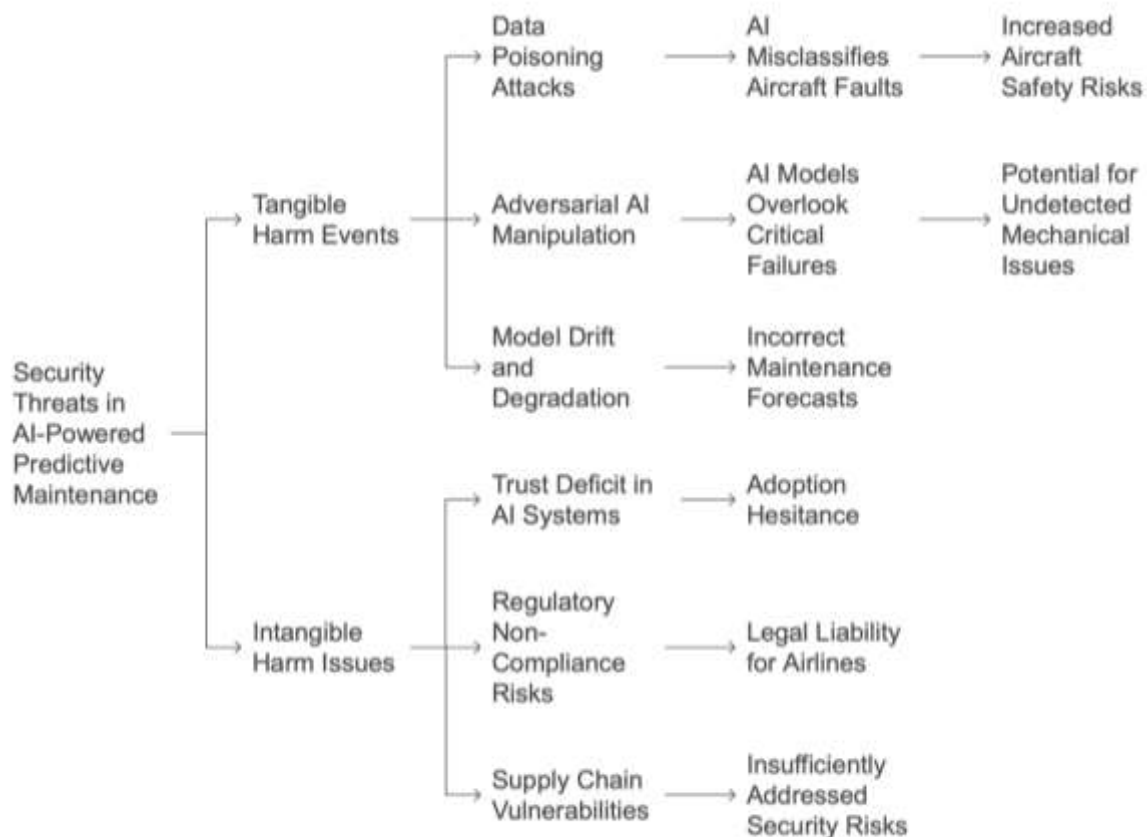 Data
Poisoning
Attacks
AI
Misclassifies
Aircraft Faults
Increased
Aircraft
Safety Risks
Tangible
Harm Events
Adversarial AI
Manipulation
AI Models
Overlook
Critical
Failures
Potential for
Undetected
Mechanical
Issues
Model Drift
and
Degradation
Incorrect
Maintenance
Forecasts
Security
Threats in
AI-Powered
Predictive
Maintenance
Trust Deficit in
AI Systems
Adoption
Hesitance
Intangible
Harm Issues
Regulatory
Non-
Compliance
Risks
Legal Liability
for Airlines
Supply Chain
Vulnerabilities
Insufficiently
Addressed
Security Risks